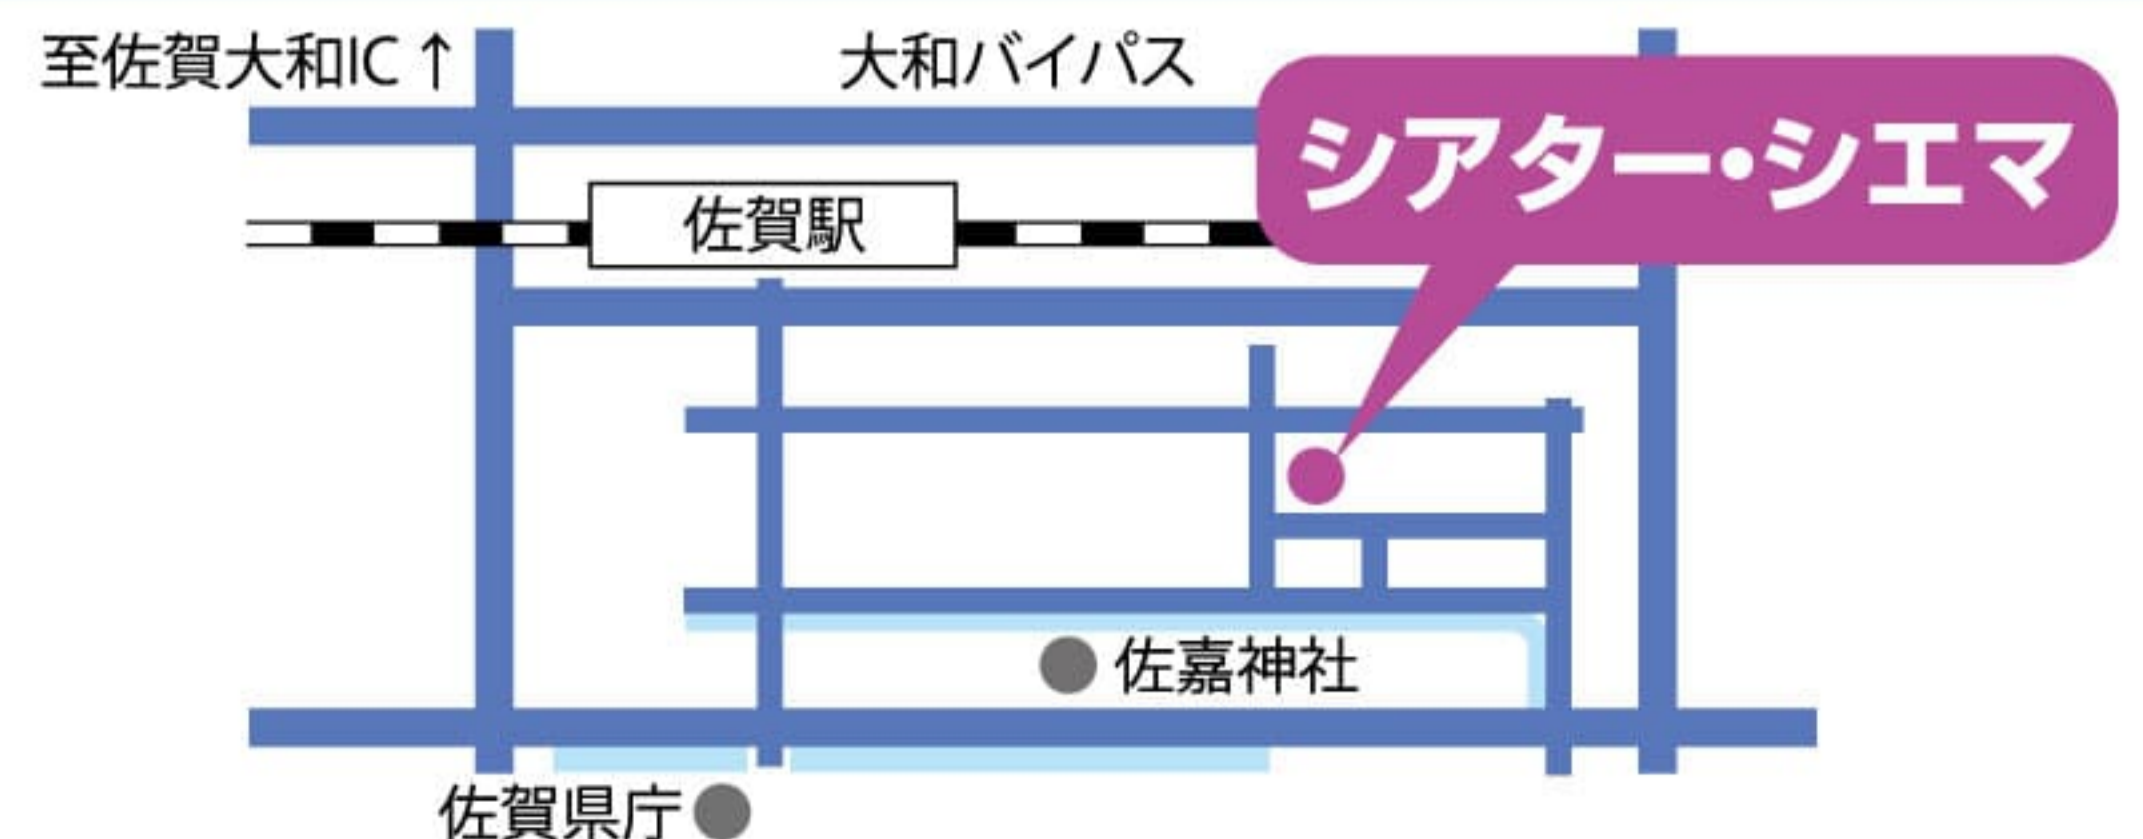 至佐賀大和IC↑
大和バイパス
シアター・シエマ
佐賀駅
佐嘉神社
佐賀県庁